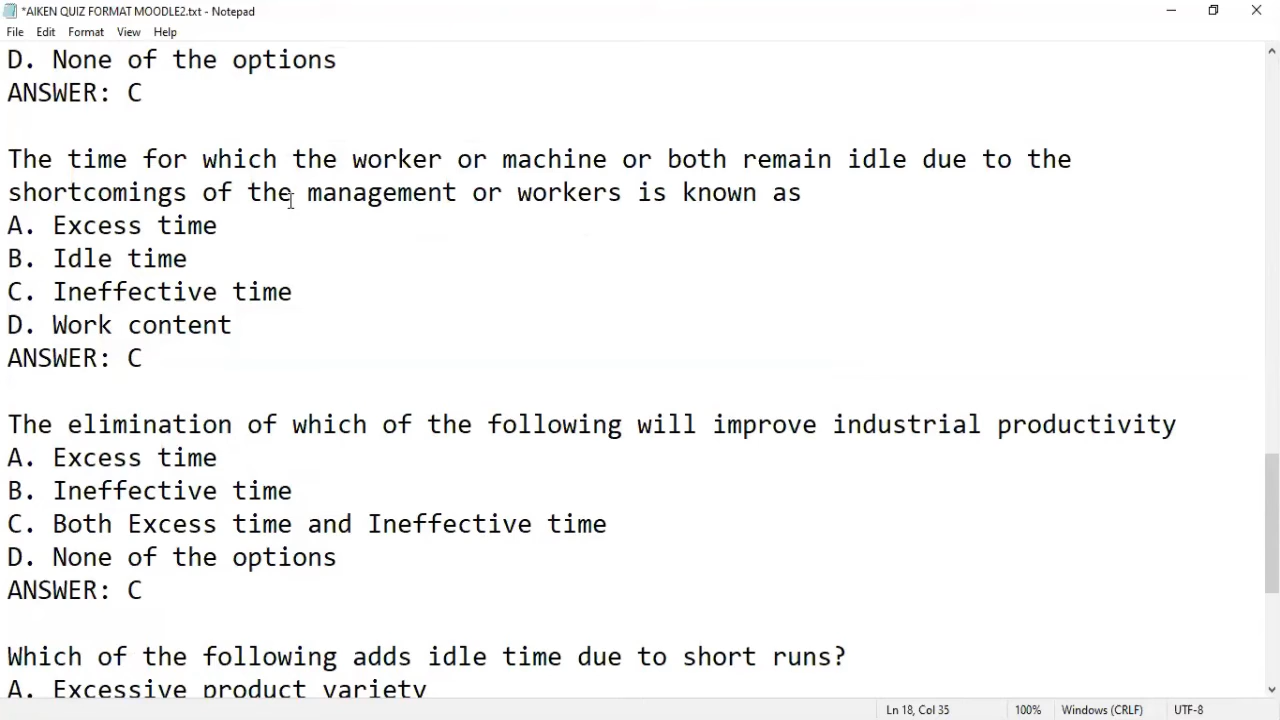 *AIKEN QUIZ FORMAT MOODLE2.txt - Notepad
File Edit Format View Help
D. None of the options
ANSWER: C
The time for which the worker or machine or both remain idle due to the
shortcomings of the management or workers is known as
A. Excess time
B. Idle time
C. Ineffective time
D. Work content
ANSWER: C
The elimination of which of the following will improve industrial productivity
A. Excess time
B. Ineffective time
C. Both Excess time and Ineffective time
D. None of the options
ANSWER: C
Which of the following adds idle time due to short runs?
A. Excessive product variety
Ln 18, Col 35 100% Windows (CRLF) UTF-8